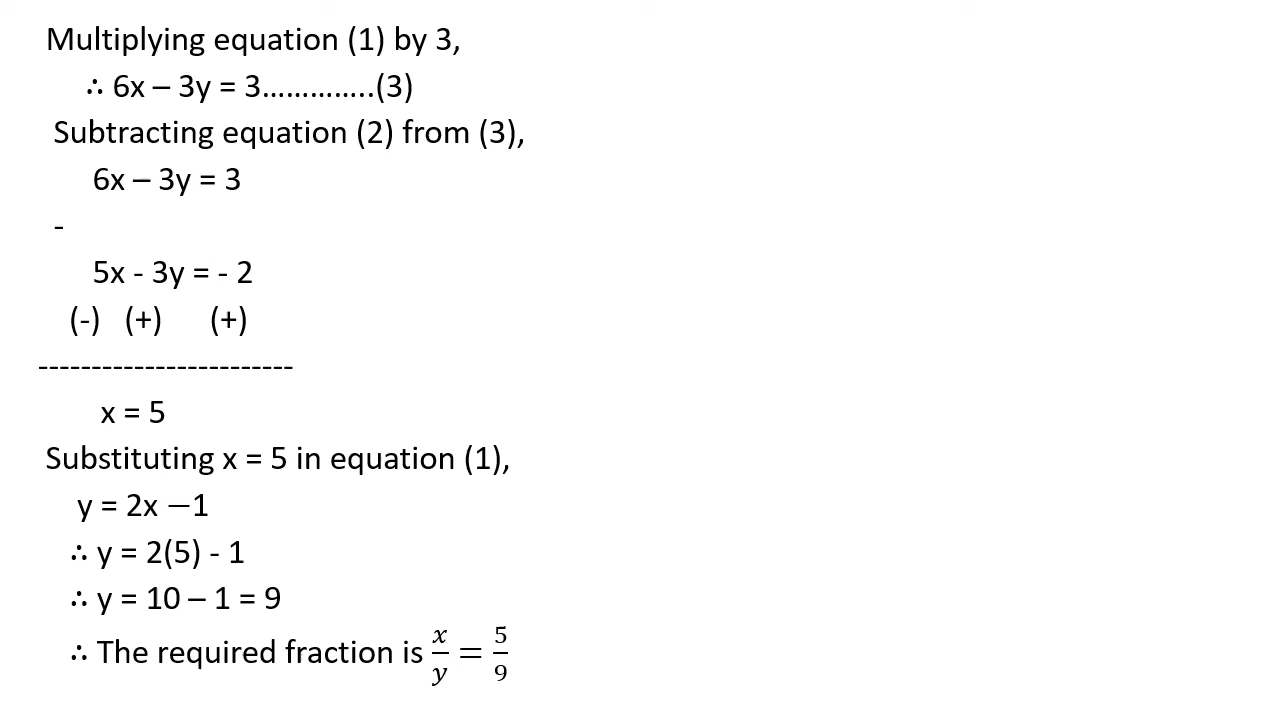 Multiplying equation (1) by 3,
∴ 6x – 3y = 3…………..(3)
Subtracting equation (2) from (3),
6x – 3y = 3
-
5x - 3y = - 2
(-) (+) (+)
------------------------
x = 5
Substituting x = 5 in equation (1),
y = 2x −1
∴ y = 2(5) - 1
∴ y = 10 – 1 = 9
∴ The required fraction is x/y = 5/9